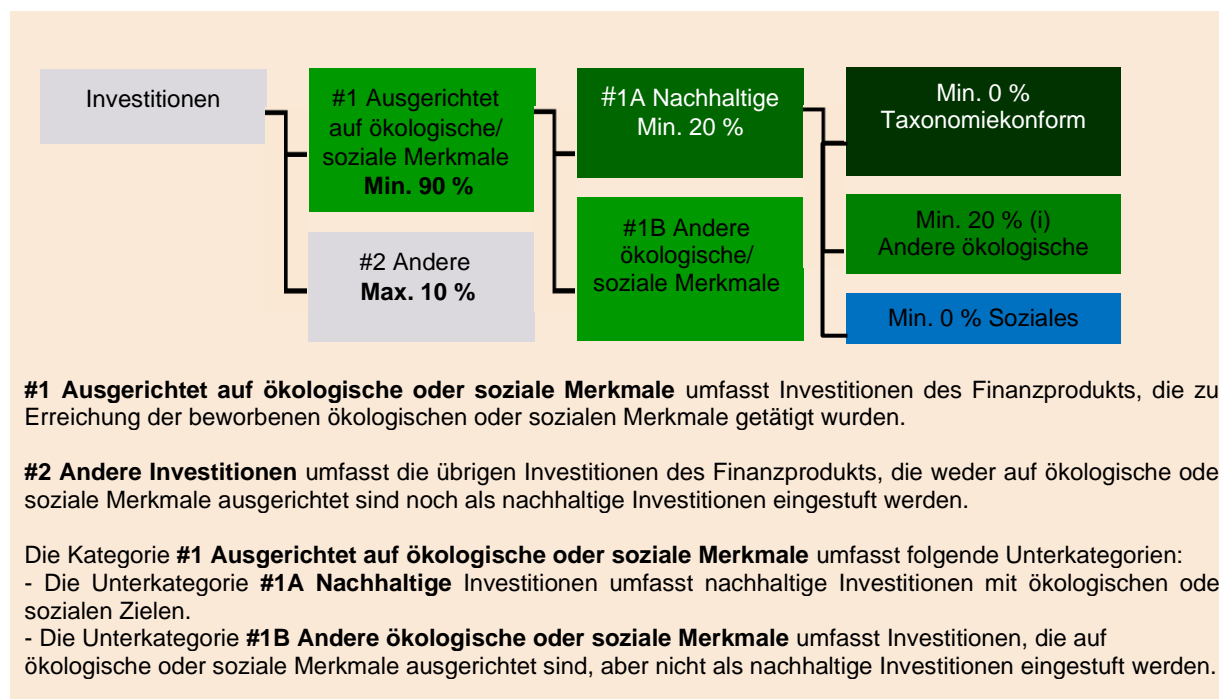 Investitionen
#1 Ausgerichtet
auf ökologische/
soziale Merkmale
Min. 90 %
#2 Andere
Max. 10 %
#1A Nachhaltige
Min. 20 %
#1B Andere
ökologische/
soziale Merkmale
Min. 0 %
Taxonomiekonform
Min. 20 % (i)
Andere ökologische
Min. 0 % Soziales
#1 Ausgerichtet auf ökologische oder soziale Merkmale umfasst Investitionen des Finanzprodukts, die zu
Erreichung der beworbenen ökologischen oder sozialen Merkmale getätigt wurden.
#2 Andere Investitionen umfasst die übrigen Investitionen des Finanzprodukts, die weder auf ökologische ode
soziale Merkmale ausgerichtet sind noch als nachhaltige Investitionen eingestuft werden.
Die Kategorie #1 Ausgerichtet auf ökologische oder soziale Merkmale umfasst folgende Unterkategorien:
- Die Unterkategorie #1A Nachhaltige Investitionen umfasst nachhaltige Investitionen mit ökologischen ode
sozialen Zielen.
- Die Unterkategorie #1B Andere ökologische oder soziale Merkmale umfasst Investitionen, die auf
ökologische oder soziale Merkmale ausgerichtet sind, aber nicht als nachhaltige Investitionen eingestuft werden.